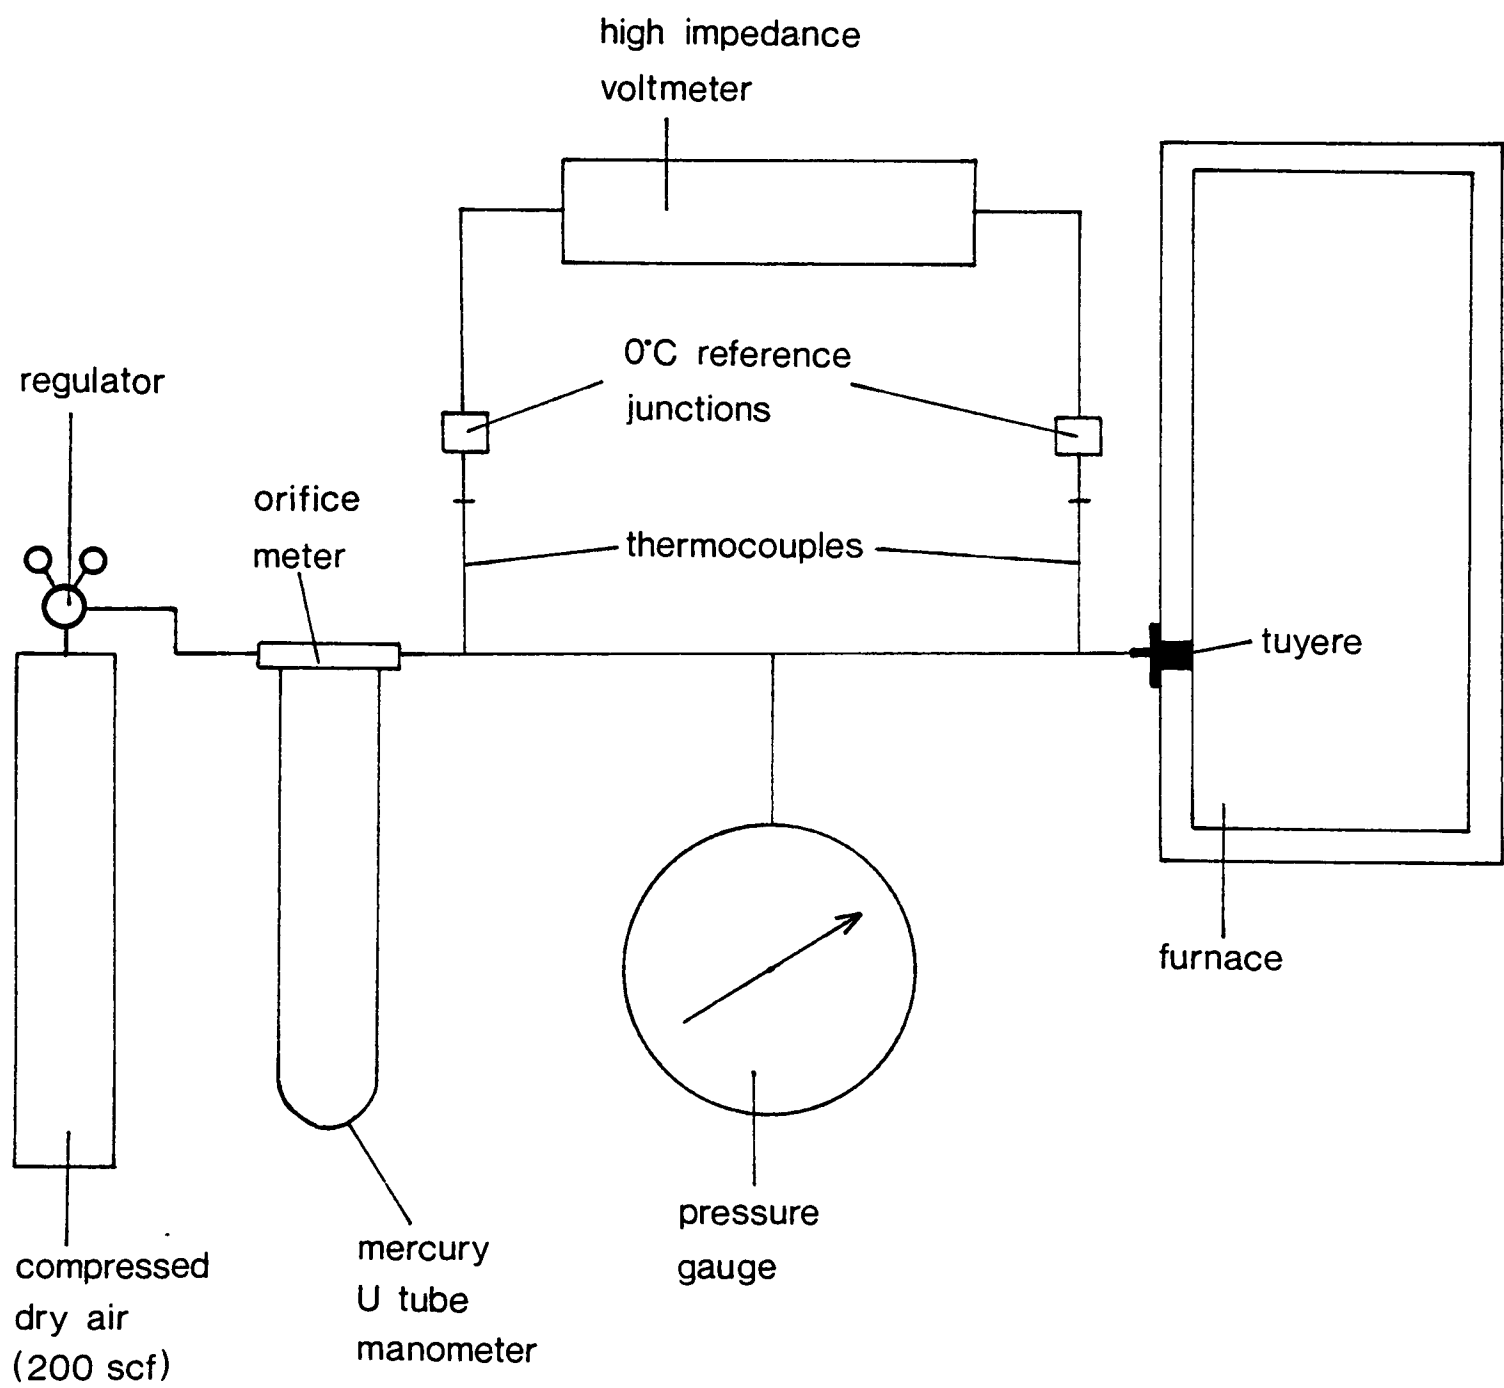 high impedance
voltmeter
0°C reference
junctions
regulator
orifice
meter
thermocouples
tuyere
furnace
pressure
gauge
mercury
U tube
manometer
compressed
dry air
(200 scf)